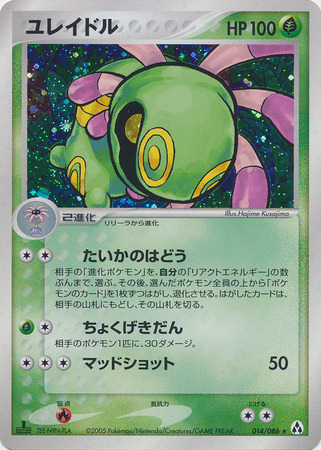 ユレイドル HP100
Illus. Hajime Kusajima
2進化 リリーラから進化
たいかのはどう
相手の「進化ポケモン」を、自分の「リアクトエネルギー」の数
ぶんまで、選ぶ。その後、選んだポケモン全員の上から「ポケモ
ンのカード」を1枚ずつはがし、退化させる。はがしたカードは、
相手の山札にもどし、その山札を切る。
ちょくげきだん
相手のポケモン1匹に、30ダメージ。
マッドショット 50
弱点 抵抗力 にげる
1
EDITION
TEE-N9N-7LA
©2005 Pokémon/Nintendo/Creatures/GAME FREAK
014/086 ★